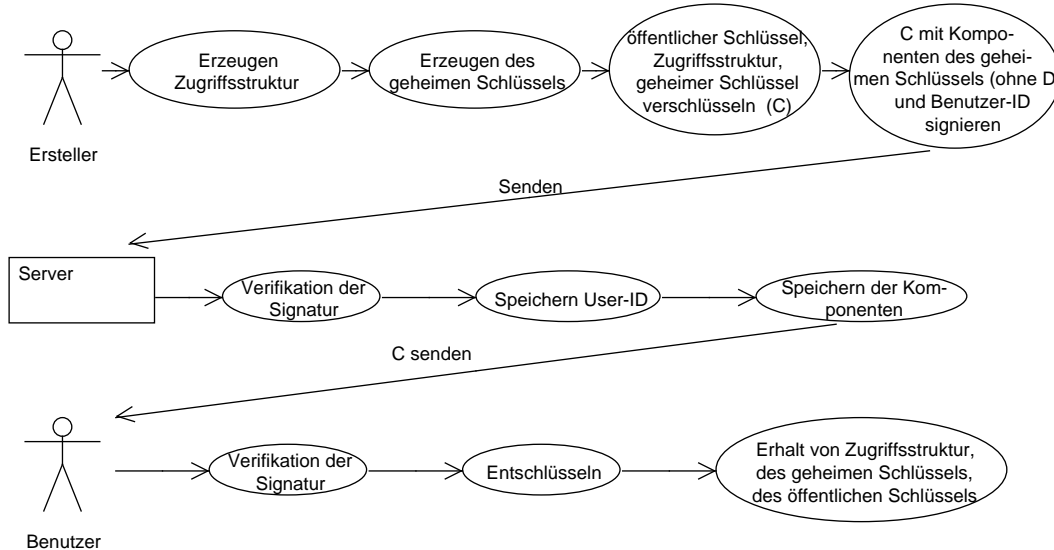 Erzeugen
Zugriffsstruktur
Erzeugen des
geheimen Schlüssels
öffentlicher Schlüssel,
Zugriffsstruktur,
geheimer Schlüssel
verschlüsseln (C)
C mit Kompo-
nenten des gehei-
men Schlüssels (ohne D)
und Benutzer-ID
signieren
Ersteller
Senden
Server
Verifikation der
Signatur
Speichern User-ID
Speichern der Kom-
ponenten
C senden
Verifikation der
Signatur
Entschlüsseln
Erhalt von Zugriffsstruktur,
des geheimen Schlüssels,
des öffentlichen Schlüssels
Benutzer